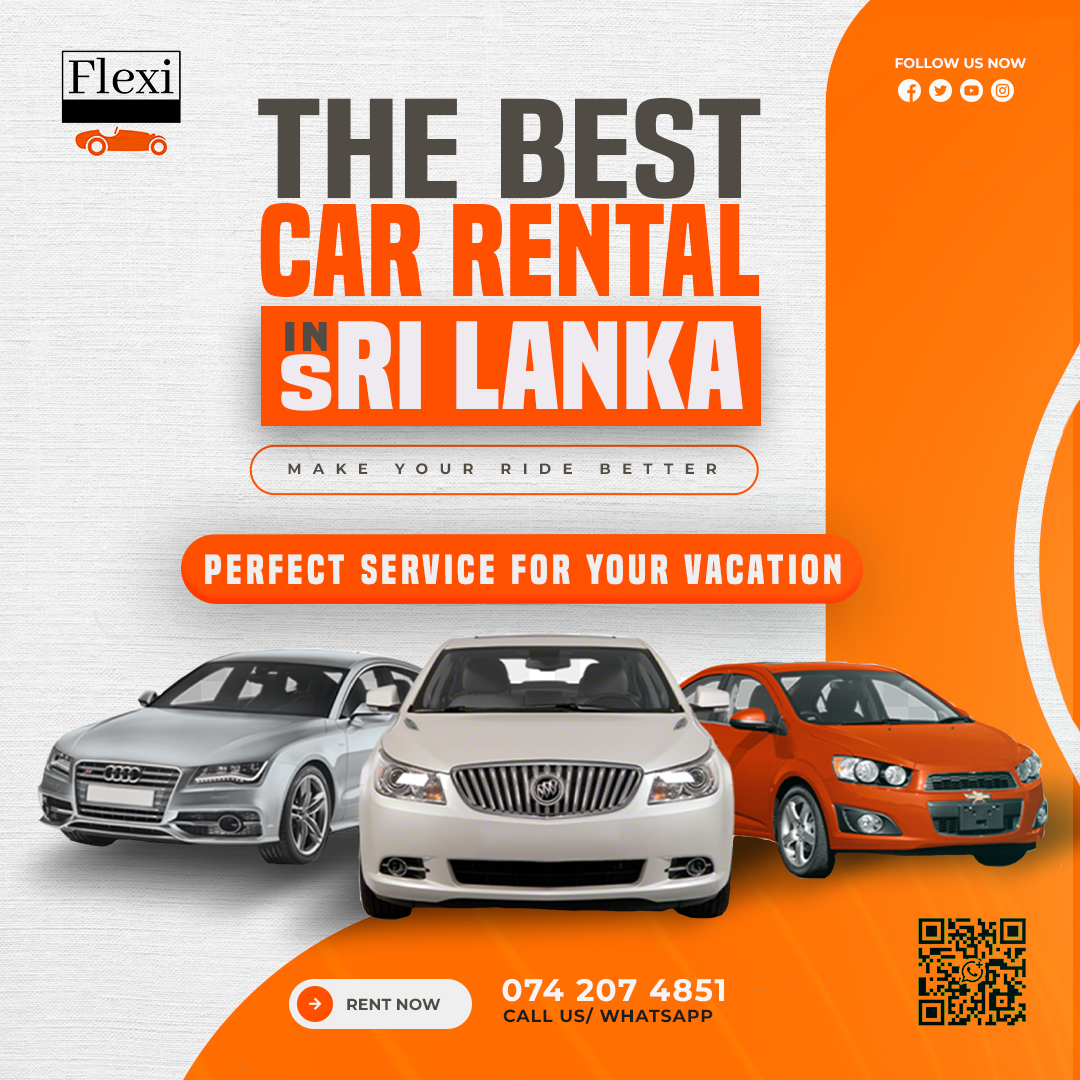 Flexi
FOLLOW US NOW
THE BEST
CAR RENTAL
IN
SRI LANKA
MAKE YOUR RIDE BETTER
PERFECT SERVICE FOR YOUR VACATION
RENT NOW
074 207 4851
CALL US/ WHATSAPP